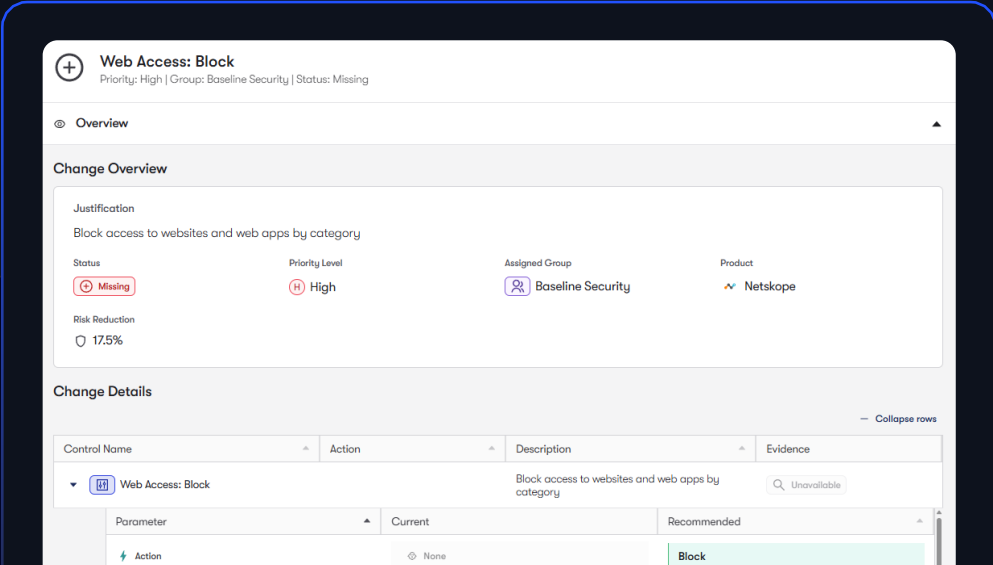 Web Access: Block
Priority: High | Group: Baseline Security | Status: Missing
Overview
Change Overview
Justification
Block access to websites and web apps by category
Status Priority Level Assigned Group Product
Missing H High Baseline Security Netskope
Risk Reduction
17.5%
Change Details
Collapse rows
Control Name Action Description Evidence
Web Access: Block Block access to websites and web apps by Unavailable
category
Parameter Current Recommended
Action None Block